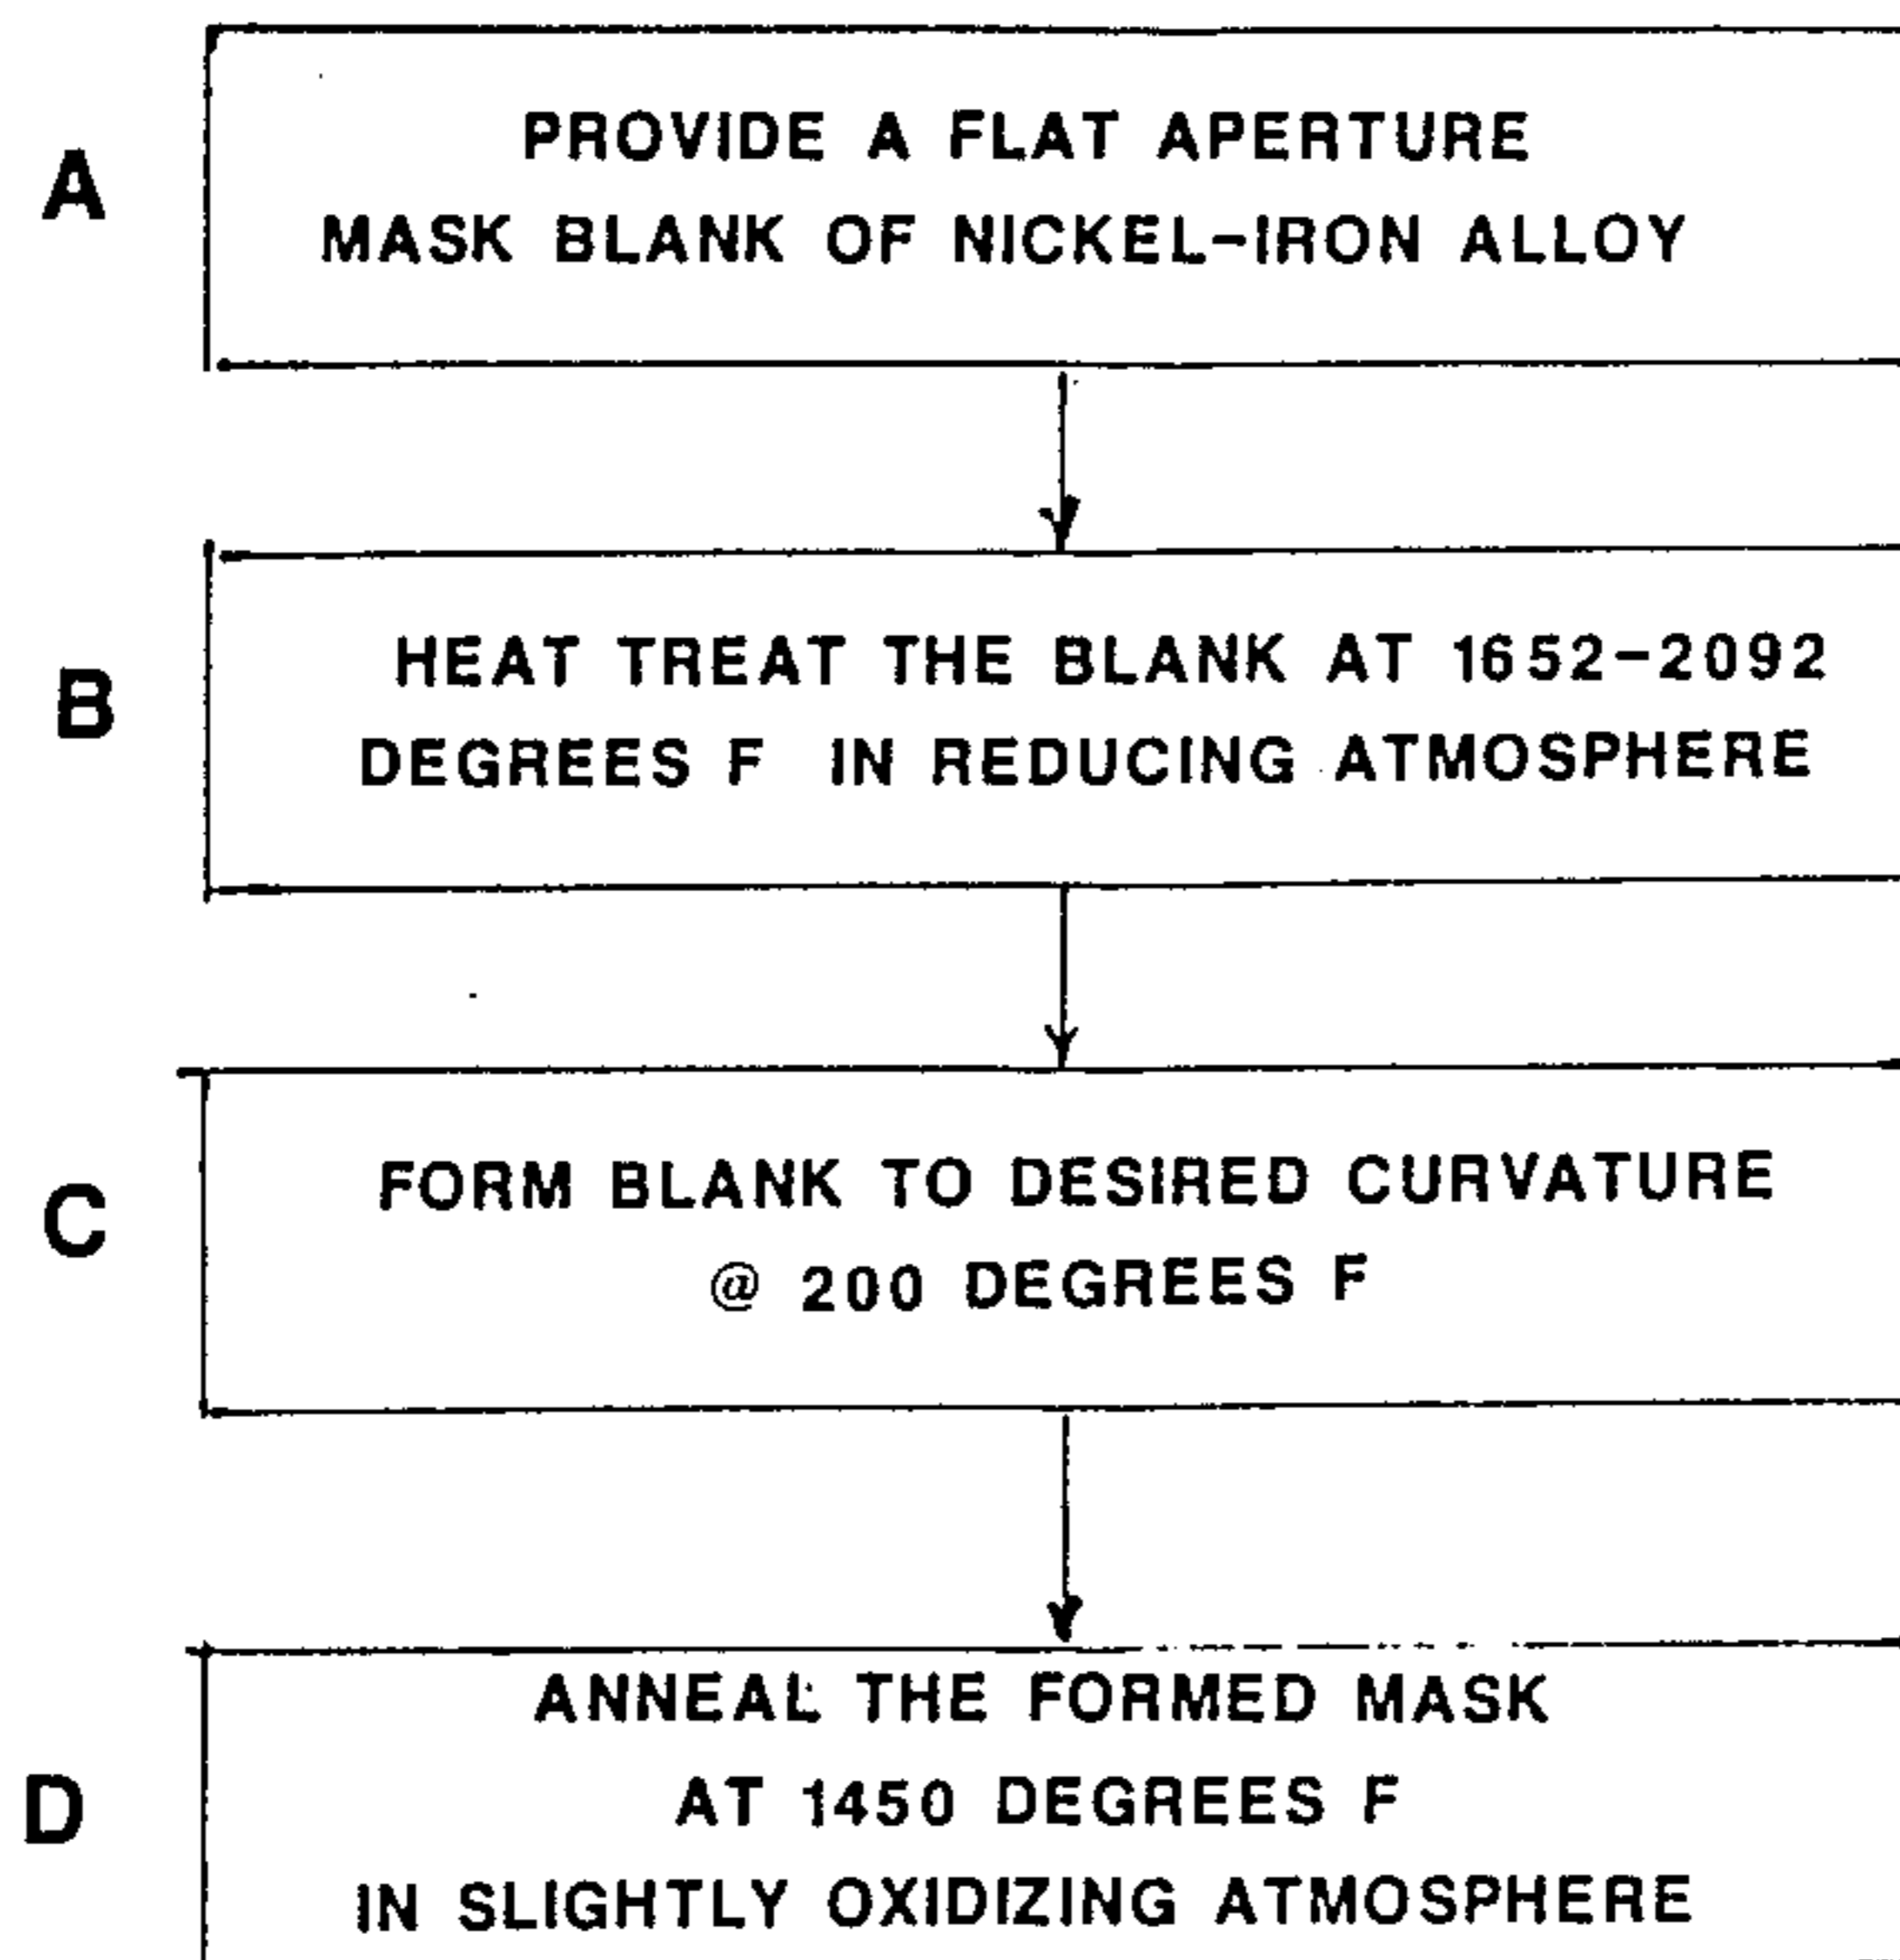 A
PROVIDE A FLAT APERTURE
MASK BLANK OF NICKEL-IRON ALLOY
B
HEAT TREAT THE BLANK AT 1652-2092
DEGREES F IN REDUCING ATMOSPHERE
C
FORM BLANK TO DESIRED CURVATURE
@ 200 DEGREES F
D
ANNEAL THE FORMED MASK
AT 1450 DEGREES F
IN SLIGHTLY OXIDIZING ATMOSPHERE